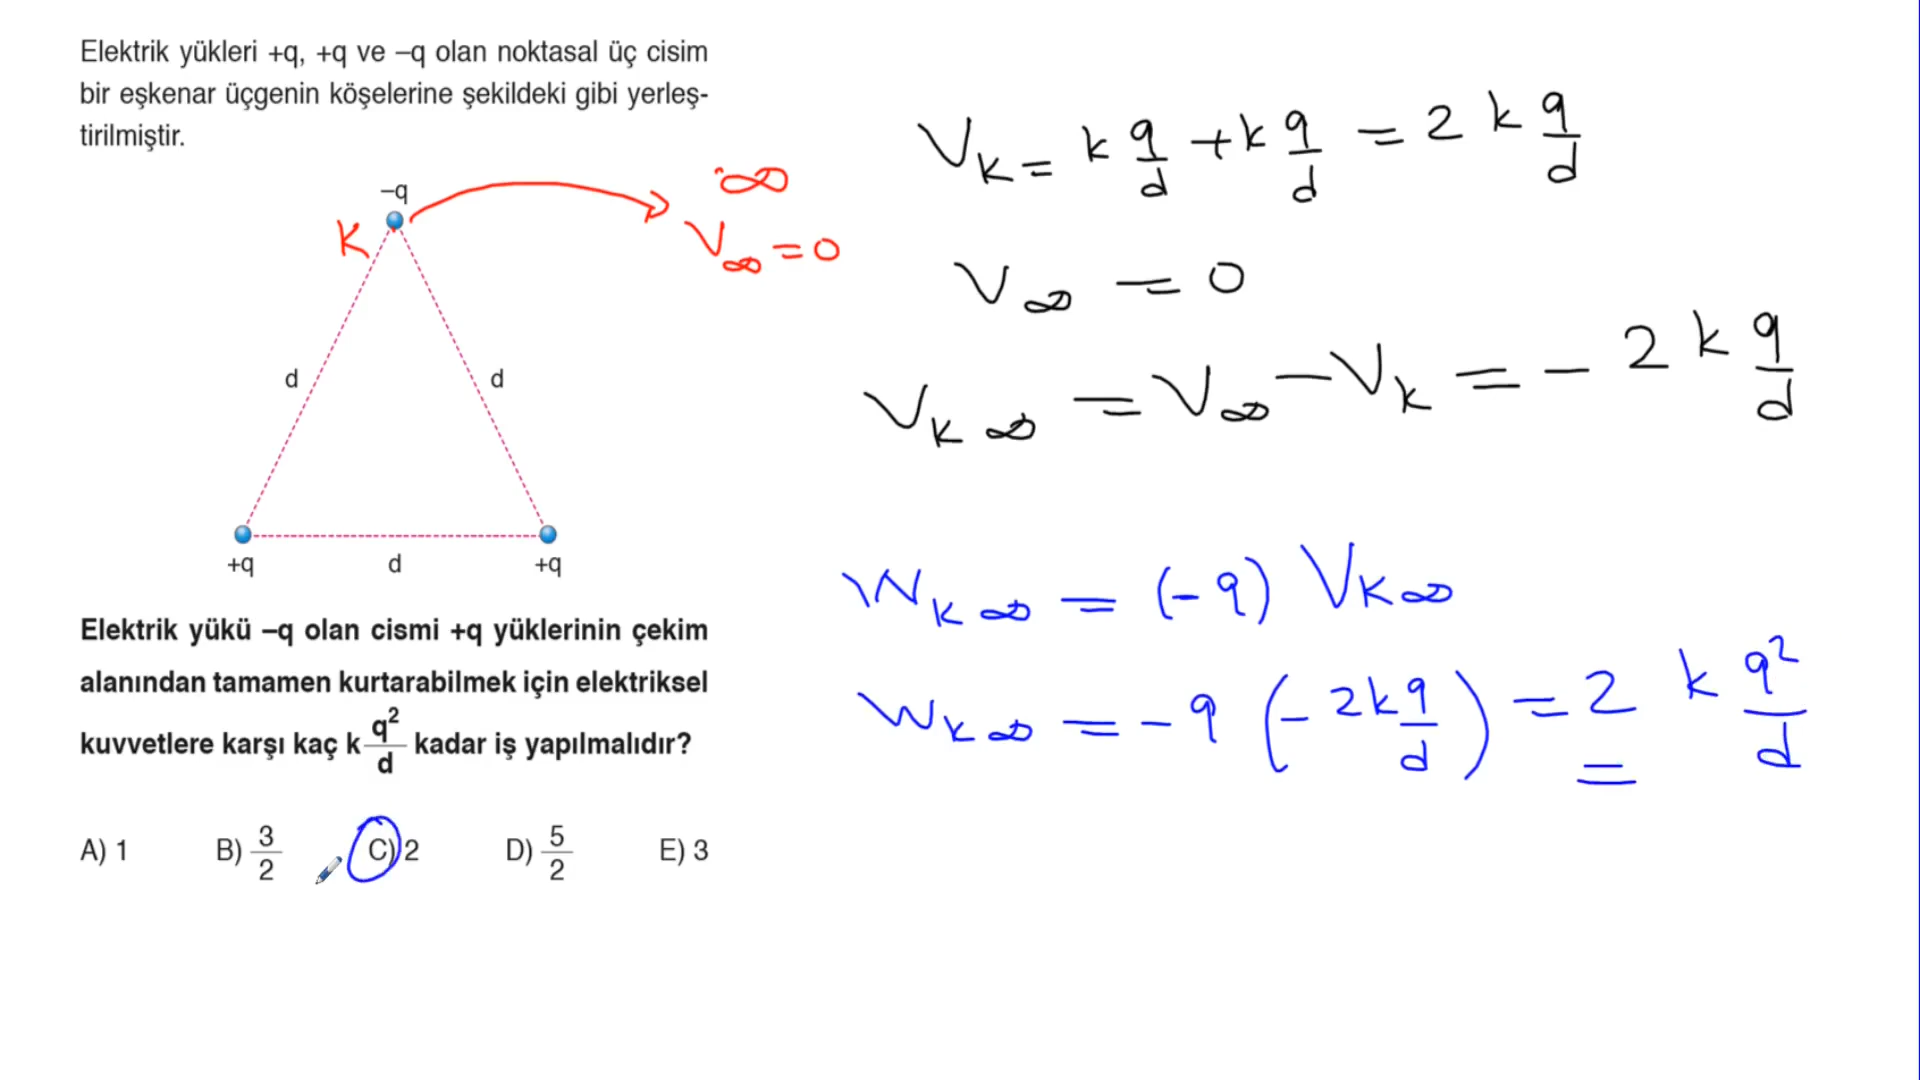 Elektrik yükleri +q, +q ve –q olan noktasal üç cisim
bir eşkenar üçgenin köşelerine şekildeki gibi yerleş-
tirilmiştir.
–q
K
∞
V∞ = 0
d
d
+q
d
+q
Elektrik yükü –q olan cismi +q yüklerinin çekim
alanından tamamen kurtarabilmek için elektriksel
kuvvetlere karşı kaç k q²/d kadar iş yapılmalıdır?
A) 1 B) 3/2 C) 2 D) 5/2 E) 3
VK = k q/d + k q/d = 2 k q/d
V∞ = 0
VK∞ = V∞ − VK = − 2 k q/d
WK∞ = (−q) VK∞
WK∞ = −q (−2kq/d) = 2 k q²/d